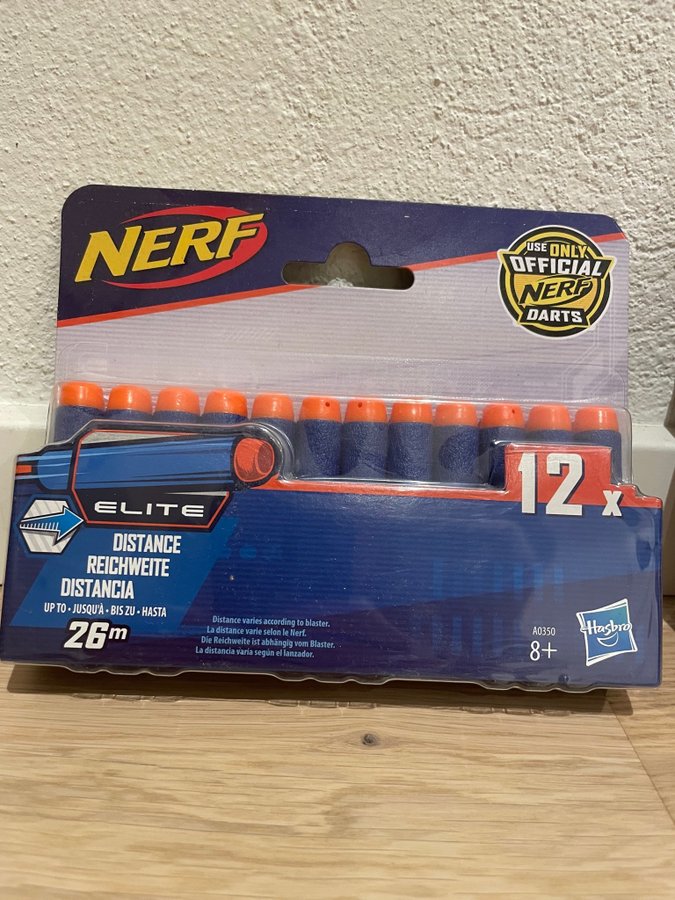 NERF
USE ONLY
OFFICIAL
NERF
DARTS
ELITE
12x
DISTANCE
REICHWEITE
DISTANCIA
UP TO • JUSQU'À • BIS ZU • HASTA
26m
Distance varies according to blaster.
La distance varie selon le Nerf.
Die Reichweite ist abhängig vom Blaster.
La distancia varía según el lanzador.
A0350
8+
Hasbro